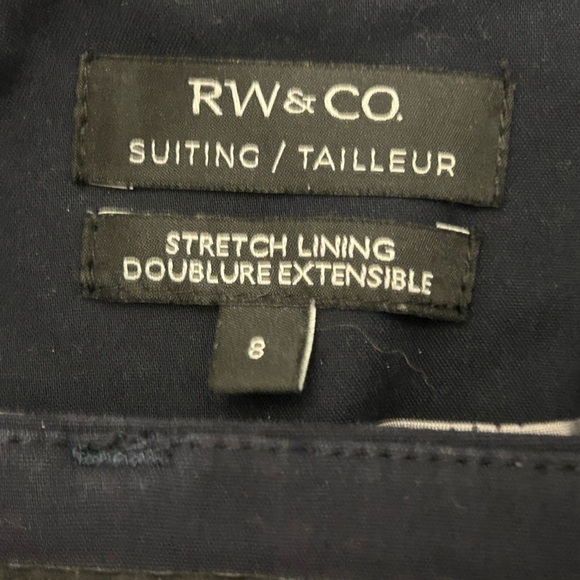 RW&CO.
SUITING / TAILLEUR
STRETCH LINING
DOUBLURE EXTENSIBLE
8